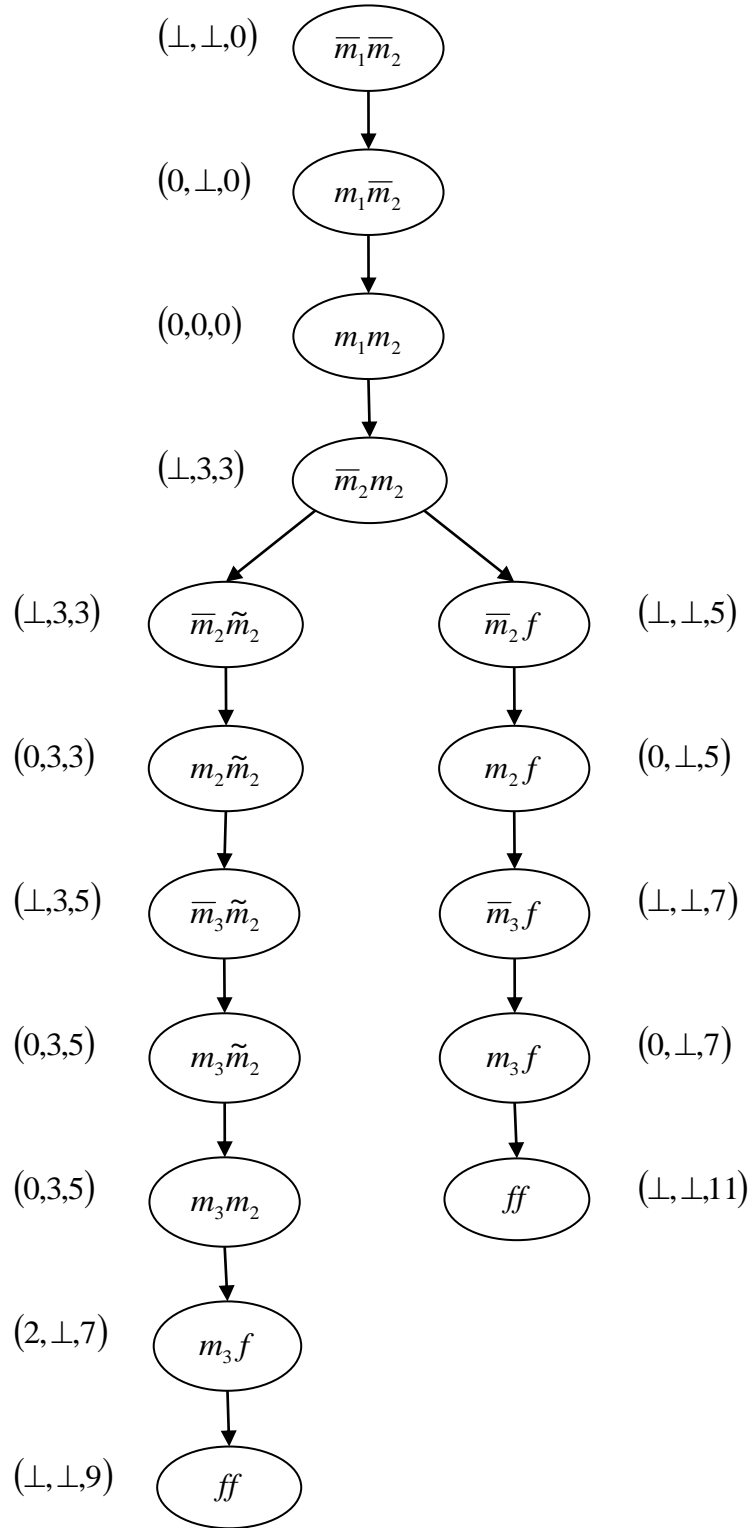 (⊥,⊥,0) m̅₁m̅₂
(0,⊥,0) m₁m̅₂
(0,0,0) m₁m₂
(⊥,3,3) m̅₂m₂
(⊥,3,3) m̅₂m̃₂ m̅₂f (⊥,⊥,5)
(0,3,3) m₂m̃₂ m₂f (0,⊥,5)
(⊥,3,5) m̅₃m̃₂ m̅₃f (⊥,⊥,7)
(0,3,5) m₃m̃₂ m₃f (0,⊥,7)
(0,3,5) m₃m₂ ff (⊥,⊥,11)
(2,⊥,7) m₃f
(⊥,⊥,9) ff